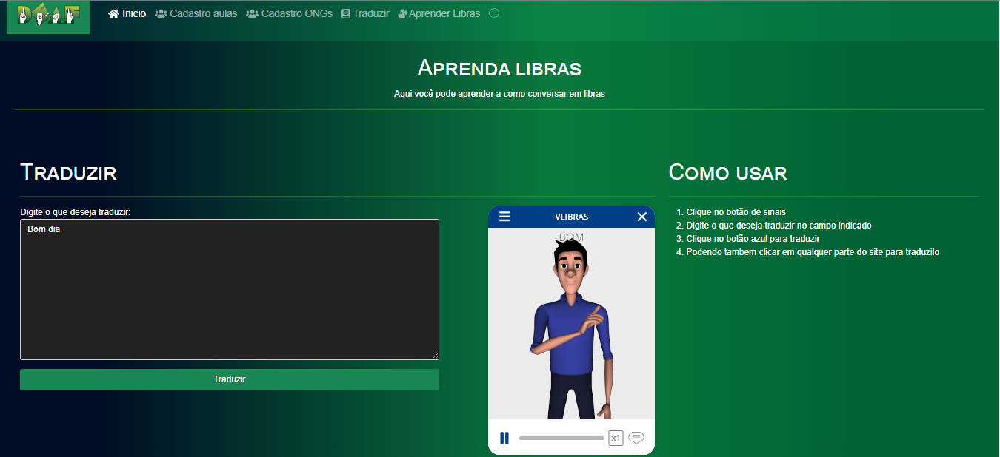 DEAF
Inicio Cadastro aulas Cadastro ONGs Traduzir Aprender Libras
Aprenda libras
Aqui você pode aprender a como conversar em libras
Traduzir
Digite o que deseja traduzir:
Bom dia
Traduzir
VLIBRAS
BOM
x1
Como usar
1. Clique no botão de sinais
2. Digite o que deseja traduzir no campo indicado
3. Clique no botão azul para traduzir
4. Podendo tambem clicar em qualquer parte do site para traduzilo